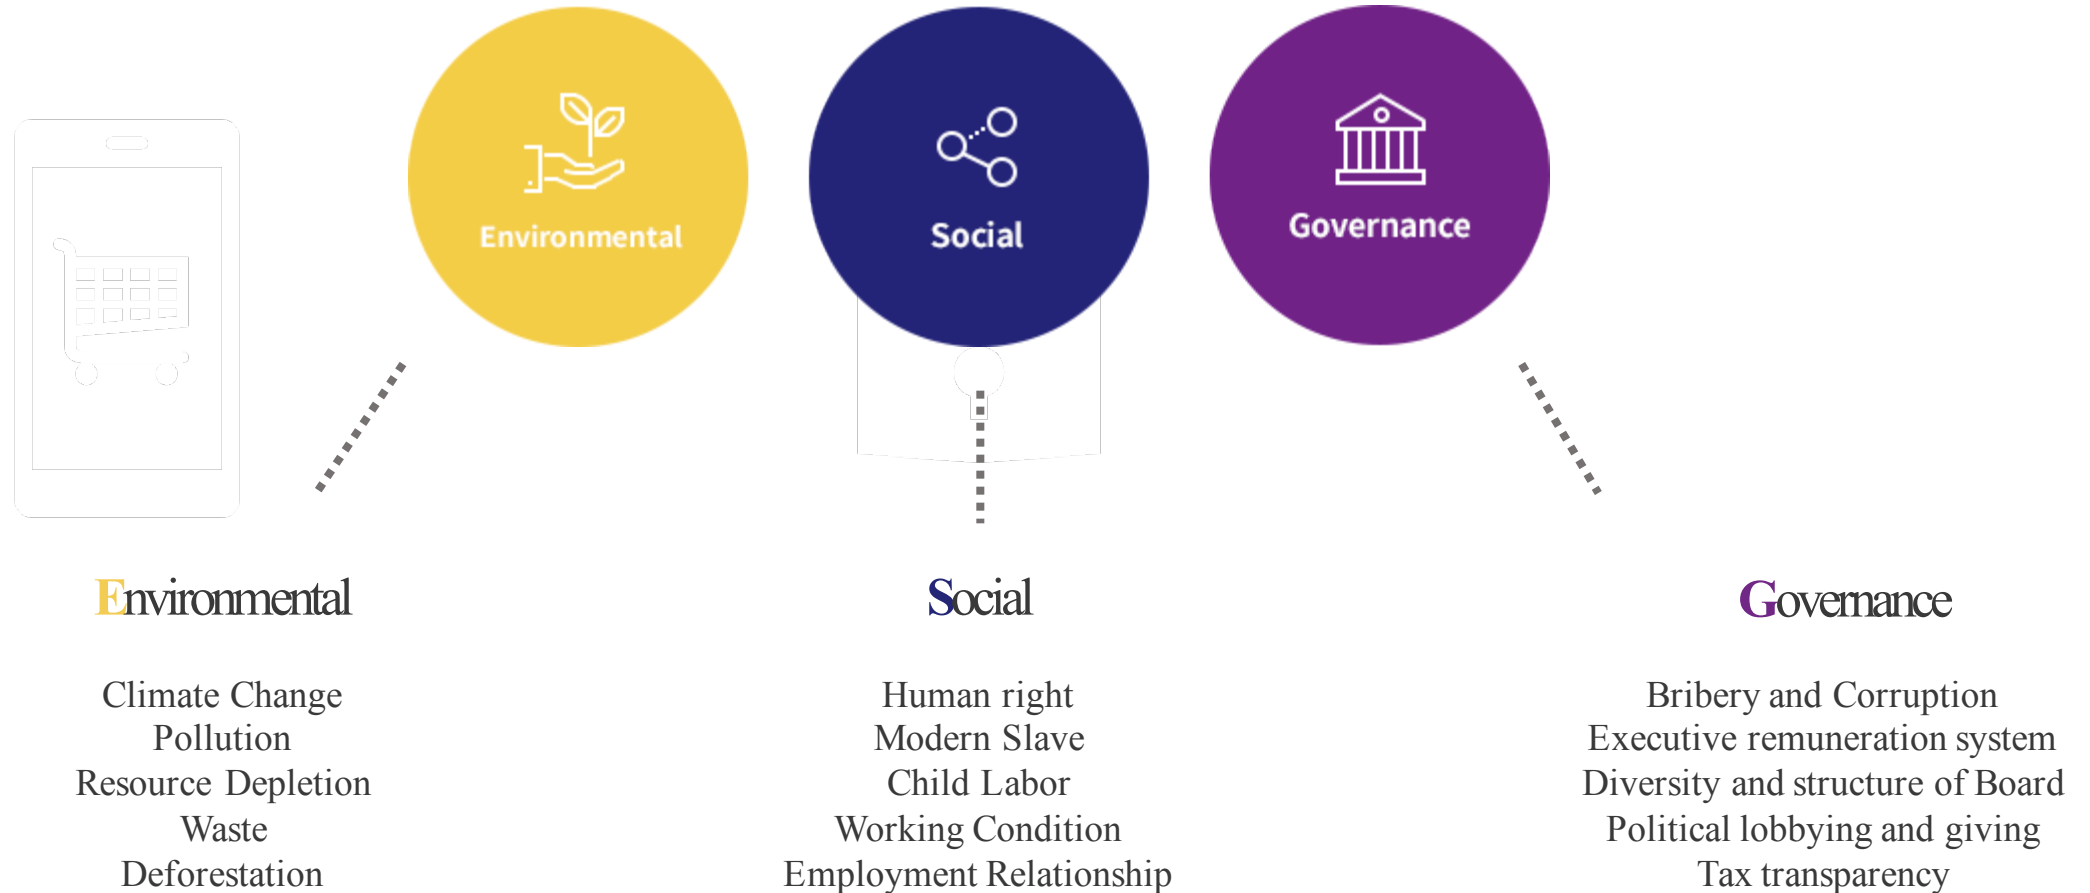 Environmental
Social
Governance
Environmental
Climate Change
Pollution
Resource Depletion
Waste
Deforestation
Social
Human right
Modern Slave
Child Labor
Working Condition
Employment Relationship
Governance
Bribery and Corruption
Executive remuneration system
Diversity and structure of Board
Political lobbying and giving
Tax transparency